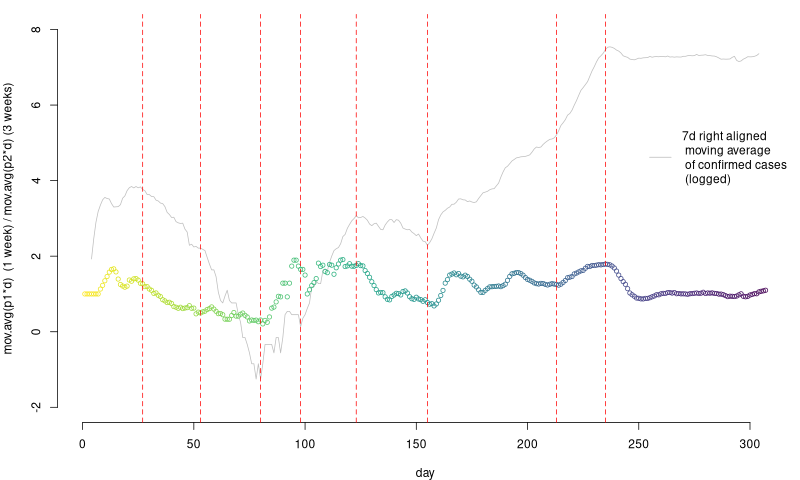 mov.avg(p1*d) (1 week) / mov.avg(p2*d) (3 weeks)
8
6
4
2
0
-2
7d right aligned
moving average
of confirmed cases
(logged)
0 50 100 150 200 250 300
day